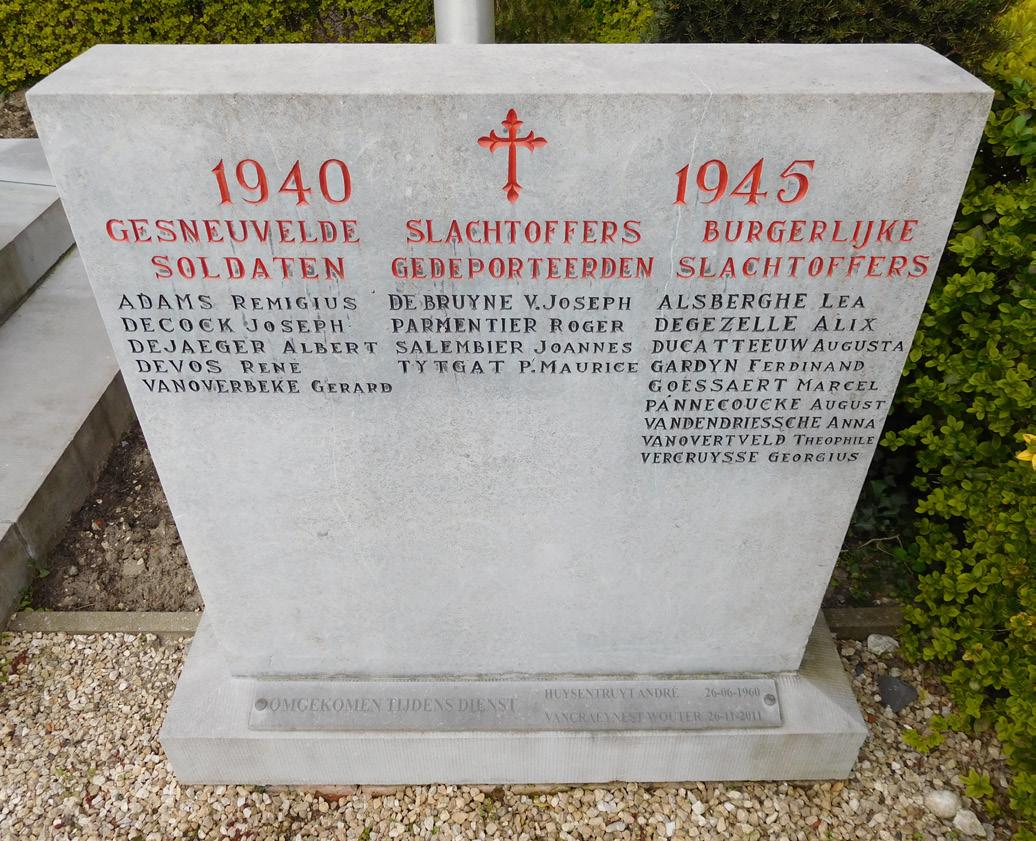 1940
1945
GESNEUVELDE
SOLDATEN
ADAMS REMIGIUS
DECOCK JOSEPH
DEJAEGER ALBERT
DEVOS RENÉ
VANOVERBEKE GERARD
SLACHTOFFERS
GEDEPORTEERDEN
DE BRUYNE V. JOSEPH
PARMENTIER ROGER
SALEMBIER JOANNES
TYTGAT P. MAURICE
BURGERLIJKE
SLACHTOFFERS
ALSBERGHE LEA
DEGEZELLE ALIX
DUCATTEEUW AUGUSTA
GARDYN FERDINAND
GOESSAERT MARCEL
PANNECOUCKE AUGUST
VANDENDRIESSCHE ANNA
VANOVERTVELD THEOPHILE
VERCRUYSSE GEORGIUS
OMGEKOMEN TIJDENS DIENST
HUYSENTRUYT ANDRÉ 26-06-1960
VANCRAEYNEST WOUTER 26-11-2011